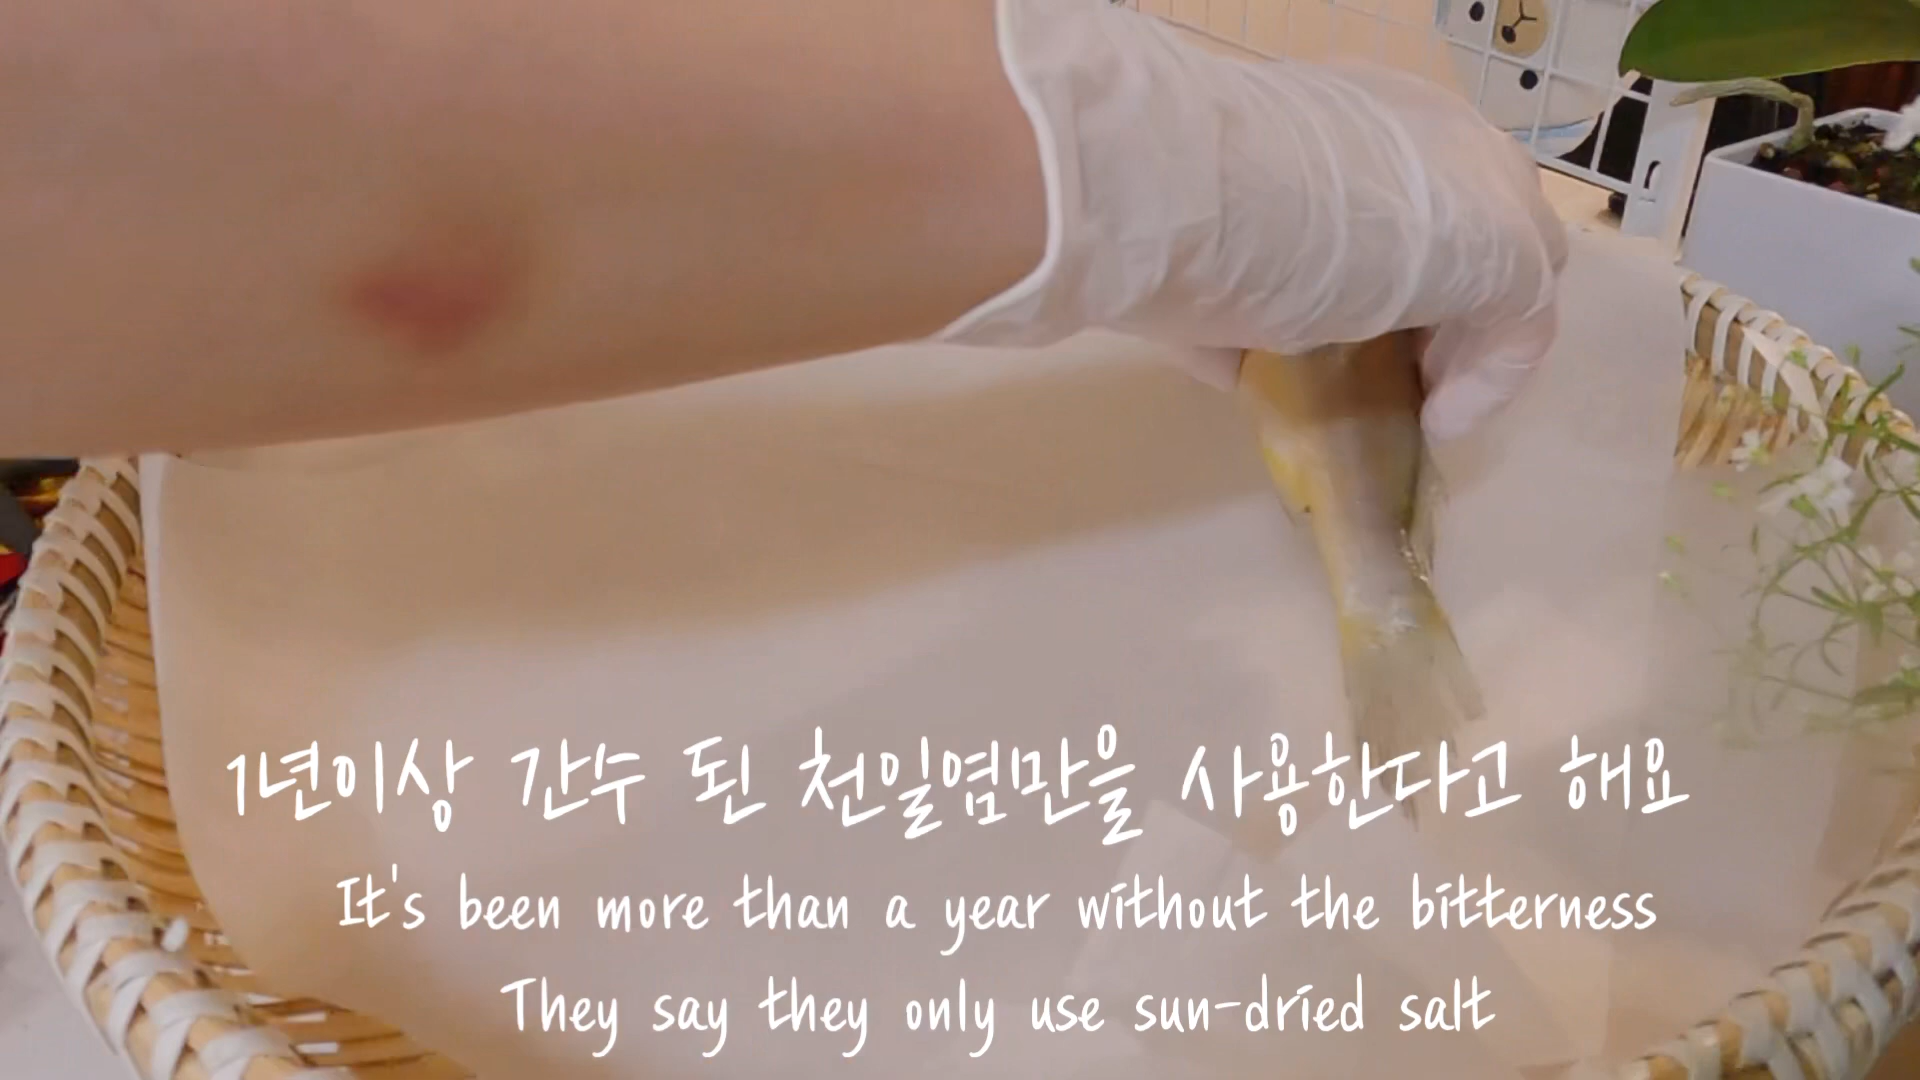 1년이상 간수 된 천일염만을 사용한다고 해요
It's been more than a year without the bitterness
They say they only use sun-dried salt